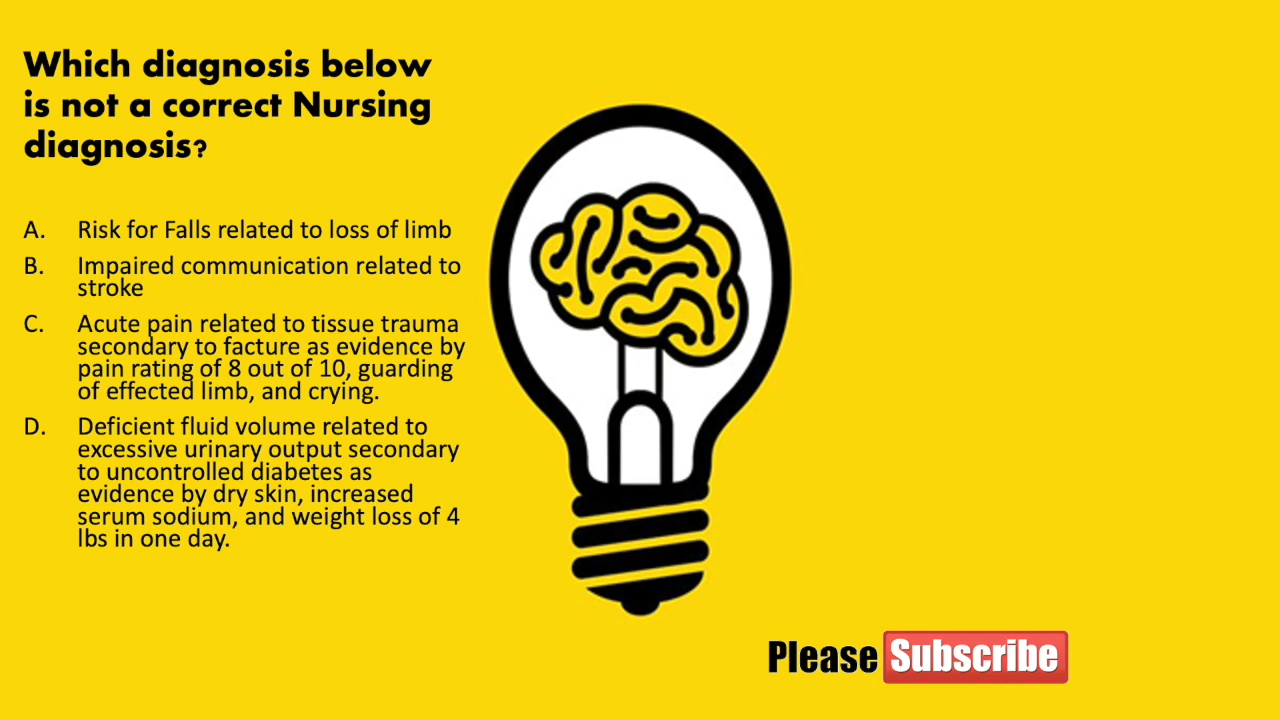 Which diagnosis below
is not a correct Nursing
diagnosis?
A. Risk for Falls related to loss of limb
B. Impaired communication related to
stroke
C. Acute pain related to tissue trauma
secondary to facture as evidence by
pain rating of 8 out of 10, guarding
of effected limb, and crying.
D. Deficient fluid volume related to
excessive urinary output secondary
to uncontrolled diabetes as
evidence by dry skin, increased
serum sodium, and weight loss of 4
lbs in one day.
Please Subscribe